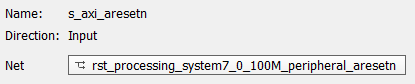 Name: s_axi_aresetn
Direction: Input
Net rst_processing_system7_0_100M_peripheral_aresetn